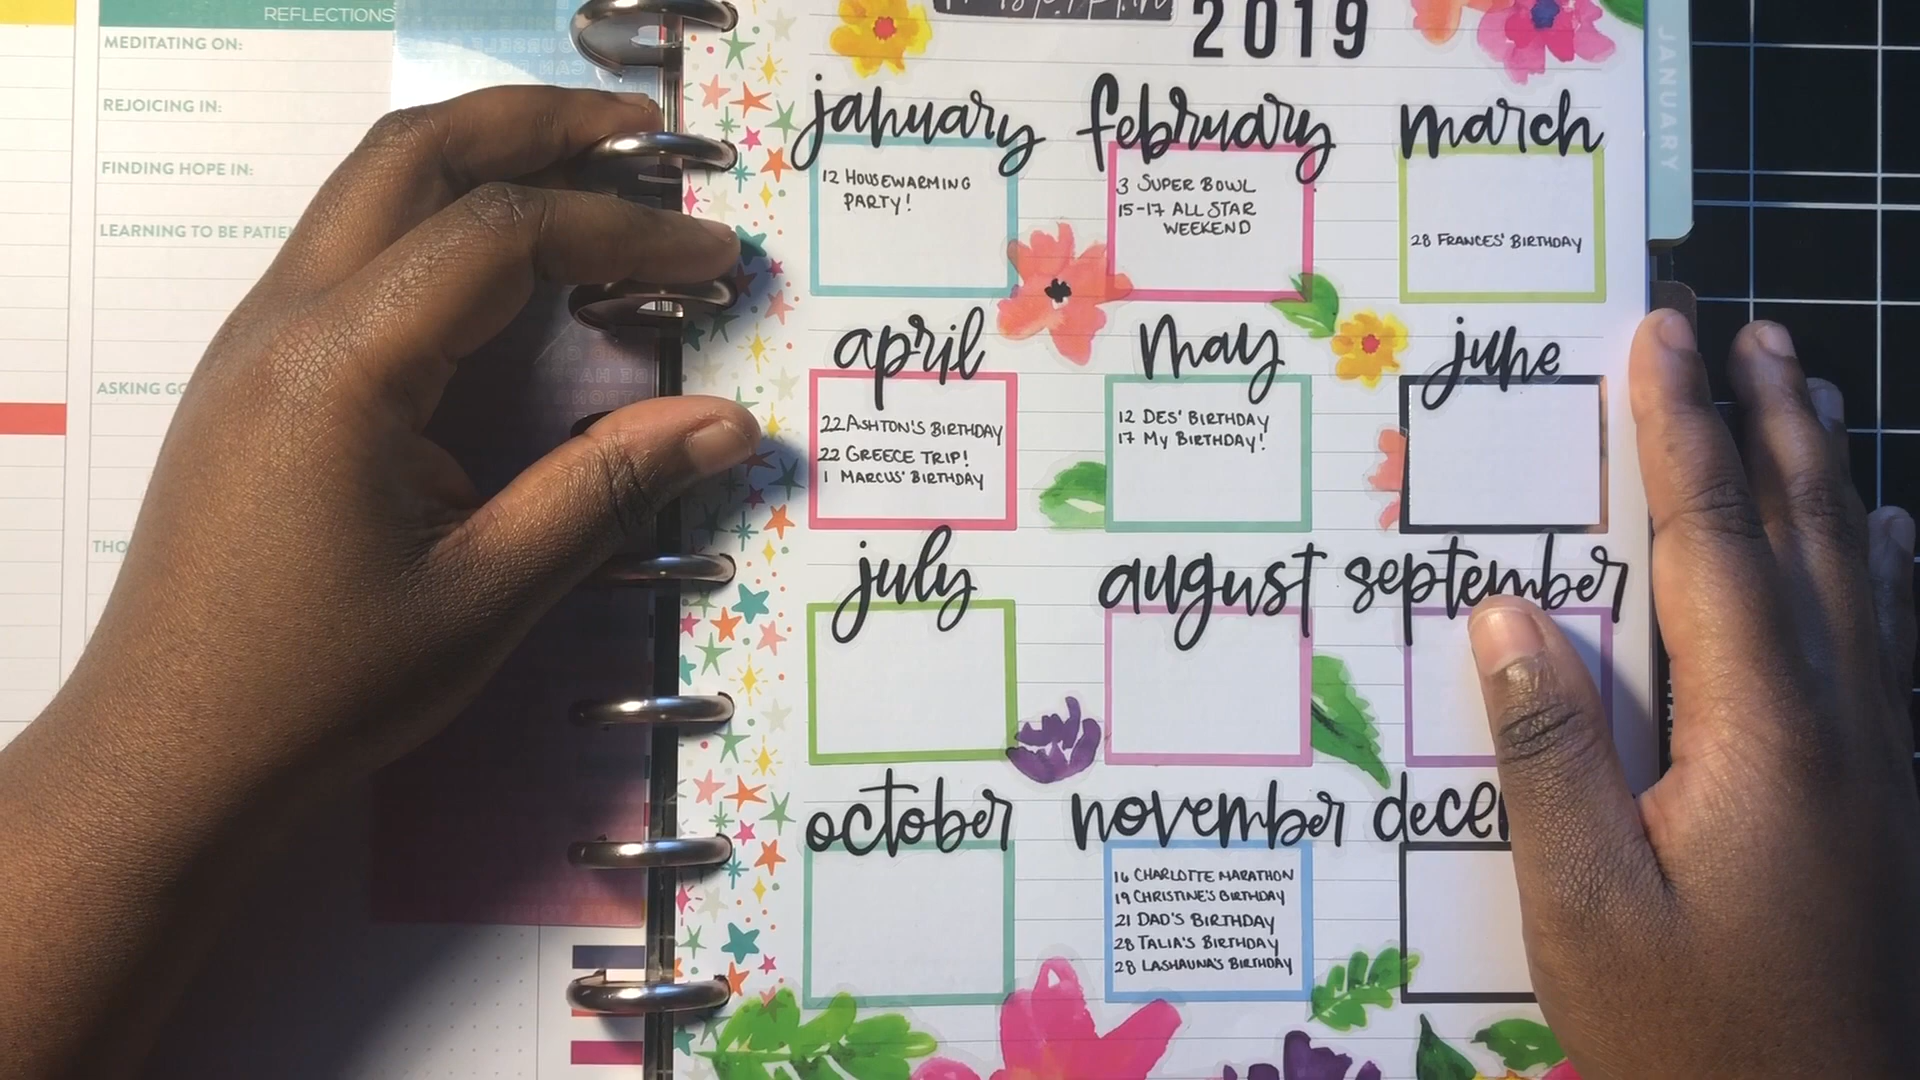 REFLECTIONS
MEDITATING ON:
REJOICING IN:
FINDING HOPE IN:
LEARNING TO BE
ASKING
2019
JANUARY
january
12 HOUSEWARMING
PARTY!
february
3 SUPER BOWL
15-17 ALL STAR
WEEKEND
march
28 FRANCES' BIRTHDAY
april
22 ASHTON'S BIRTHDAY
22 GREECE TRIP!
1 MARCUS' BIRTHDAY
may
12 DES' BIRTHDAY
17 MY BIRTHDAY!
june
july
august
september
october
november
16 CHARLOTTE MARATHON
19 CHRISTINE'S BIRTHDAY
21 DAD'S BIRTHDAY
28 TALIA'S BIRTHDAY
28 LASHAUNA'S BIRTHDAY
decem